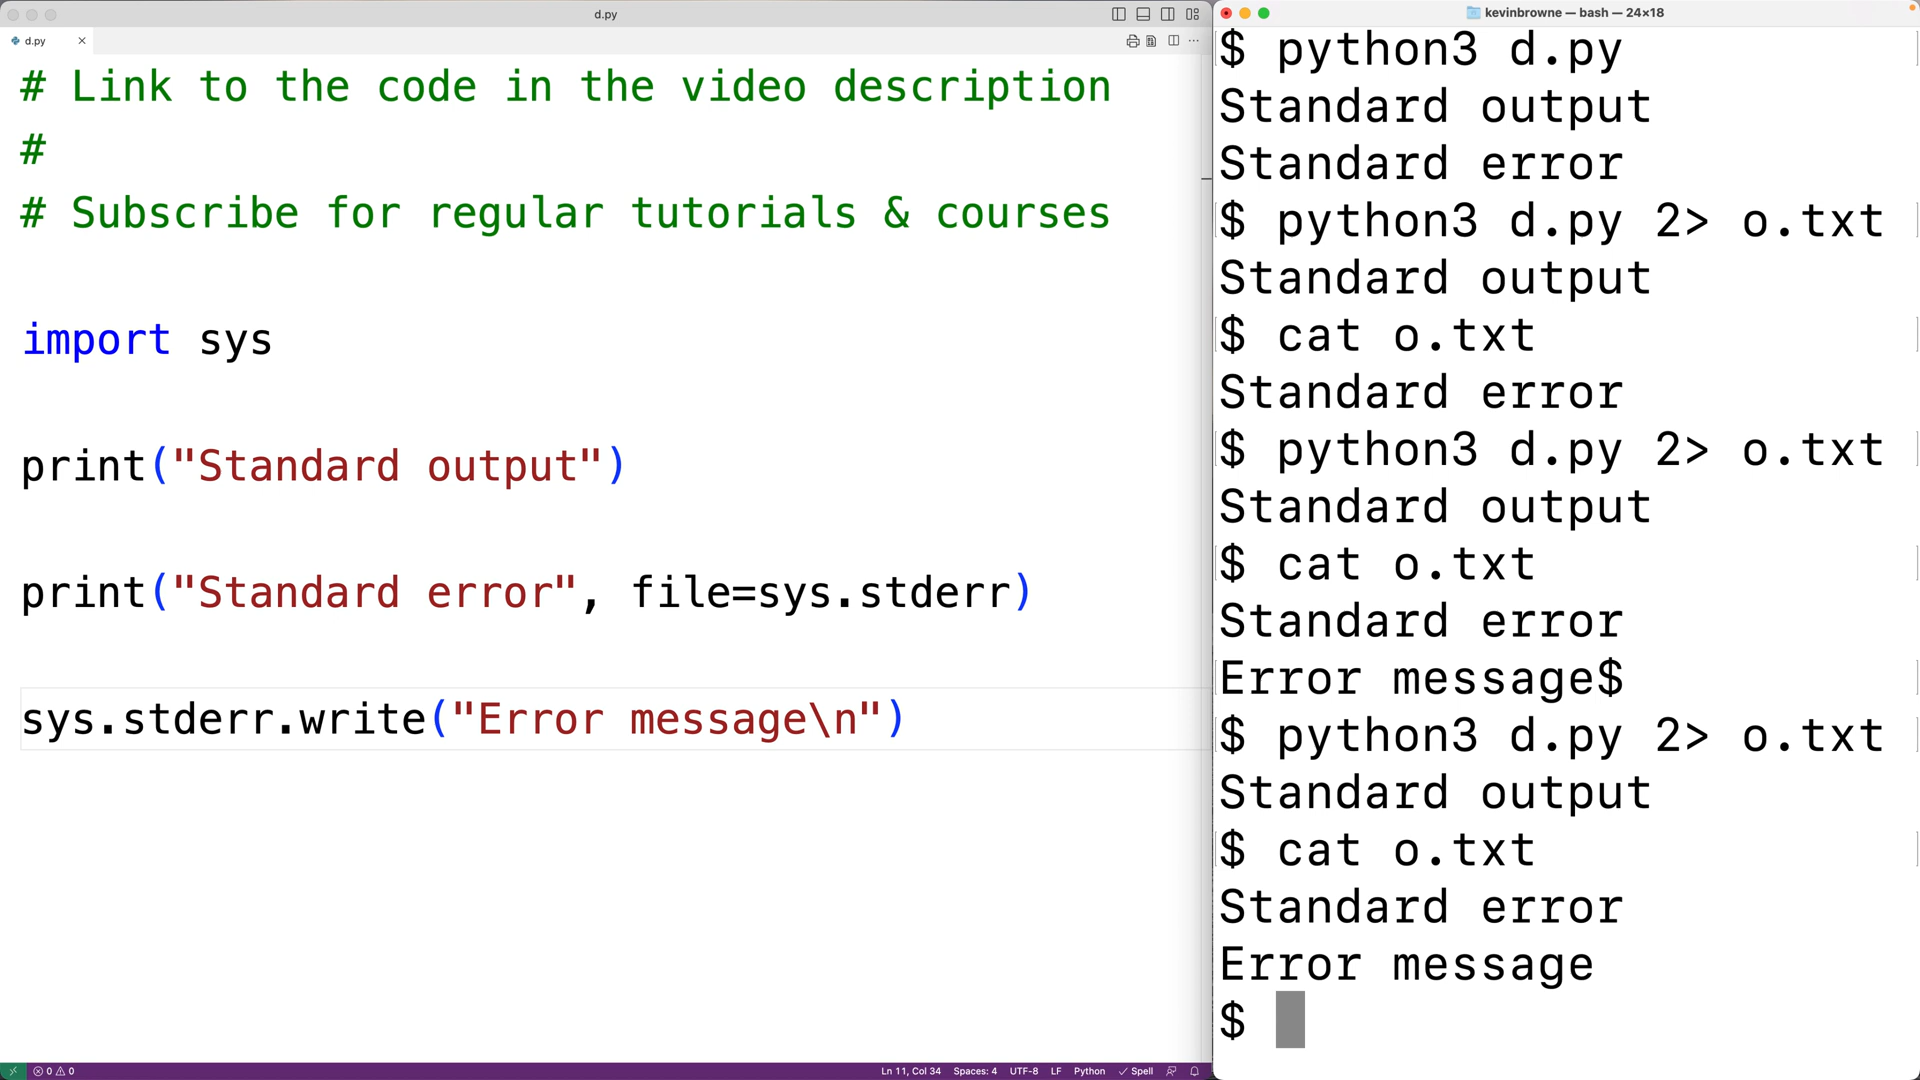 d.py
d.py
# Link to the code in the video description
#
# Subscribe for regular tutorials & courses
import sys
print("Standard output")
print("Standard error", file=sys.stderr)
sys.stderr.write("Error message\n")
0 0
Ln 11, Col 34 Spaces: 4 UTF-8 LF Python Spell
kevinbrowne — bash — 24×18
$ python3 d.py
Standard output
Standard error
$ python3 d.py 2> o.txt
Standard output
$ cat o.txt
Standard error
$ python3 d.py 2> o.txt
Standard output
$ cat o.txt
Standard error
Error message$
$ python3 d.py 2> o.txt
Standard output
$ cat o.txt
Standard error
Error message
$